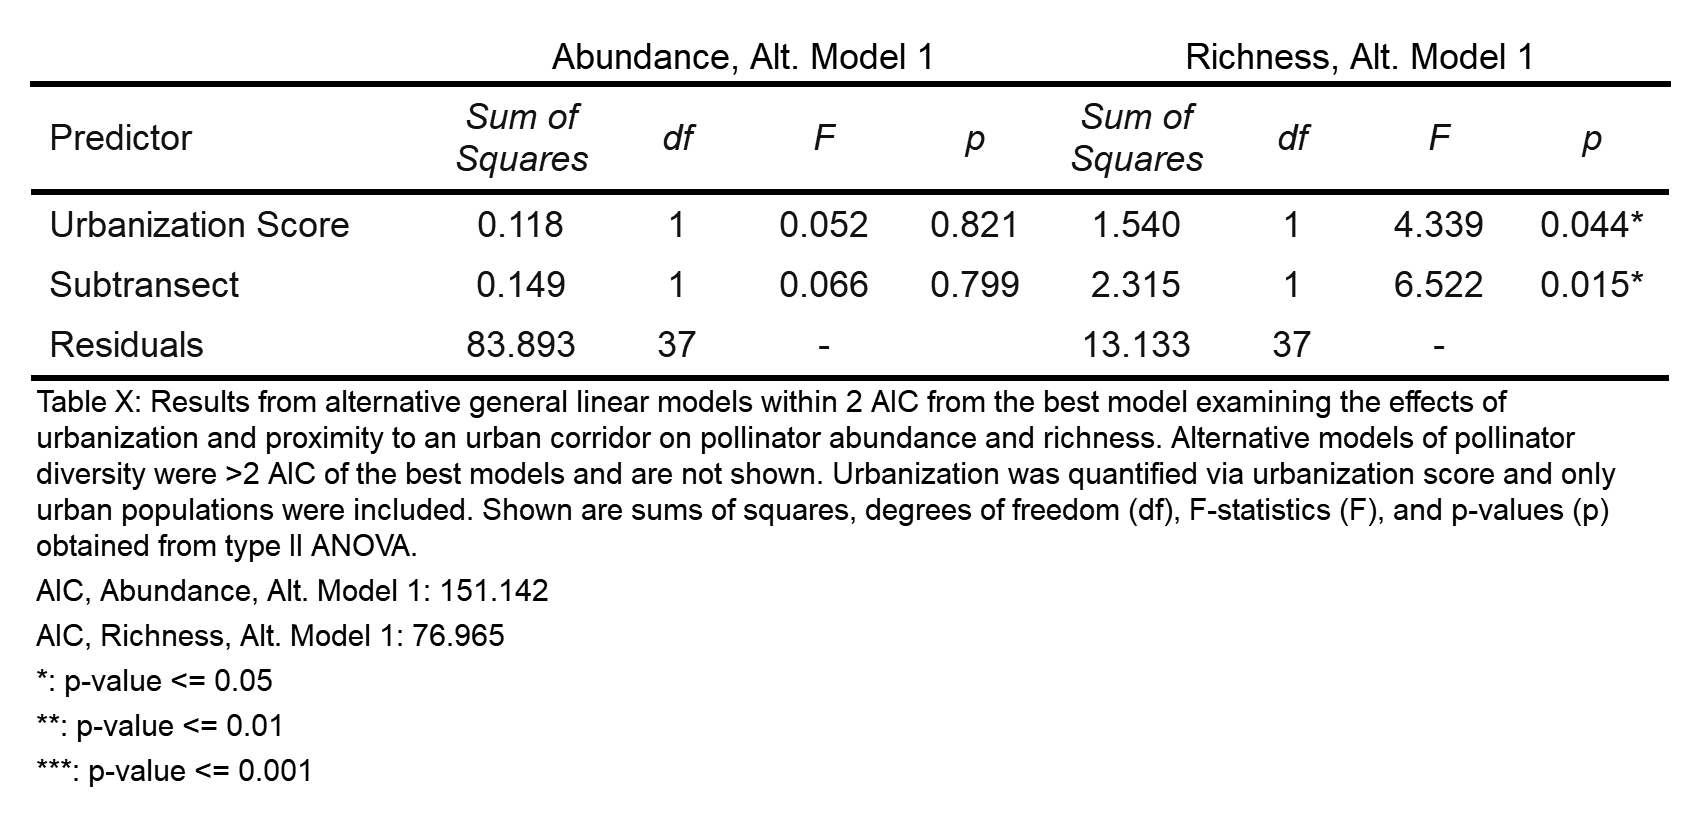 Abundance, Alt. Model 1 Richness, Alt. Model 1
Predictor Sum of Squares df F p Sum of Squares df F p
Urbanization Score 0.118 1 0.052 0.821 1.540 1 4.339 0.044*
Subtransect 0.149 1 0.066 0.799 2.315 1 6.522 0.015*
Residuals 83.893 37 - 13.133 37 -
Table X: Results from alternative general linear models within 2 AIC from the best model examining the effects of
urbanization and proximity to an urban corridor on pollinator abundance and richness. Alternative models of pollinator
diversity were >2 AIC of the best models and are not shown. Urbanization was quantified via urbanization score and only
urban populations were included. Shown are sums of squares, degrees of freedom (df), F-statistics (F), and p-values (p)
obtained from type II ANOVA.
AIC, Abundance, Alt. Model 1: 151.142
AIC, Richness, Alt. Model 1: 76.965
*: p-value <= 0.05
**: p-value <= 0.01
***: p-value <= 0.001